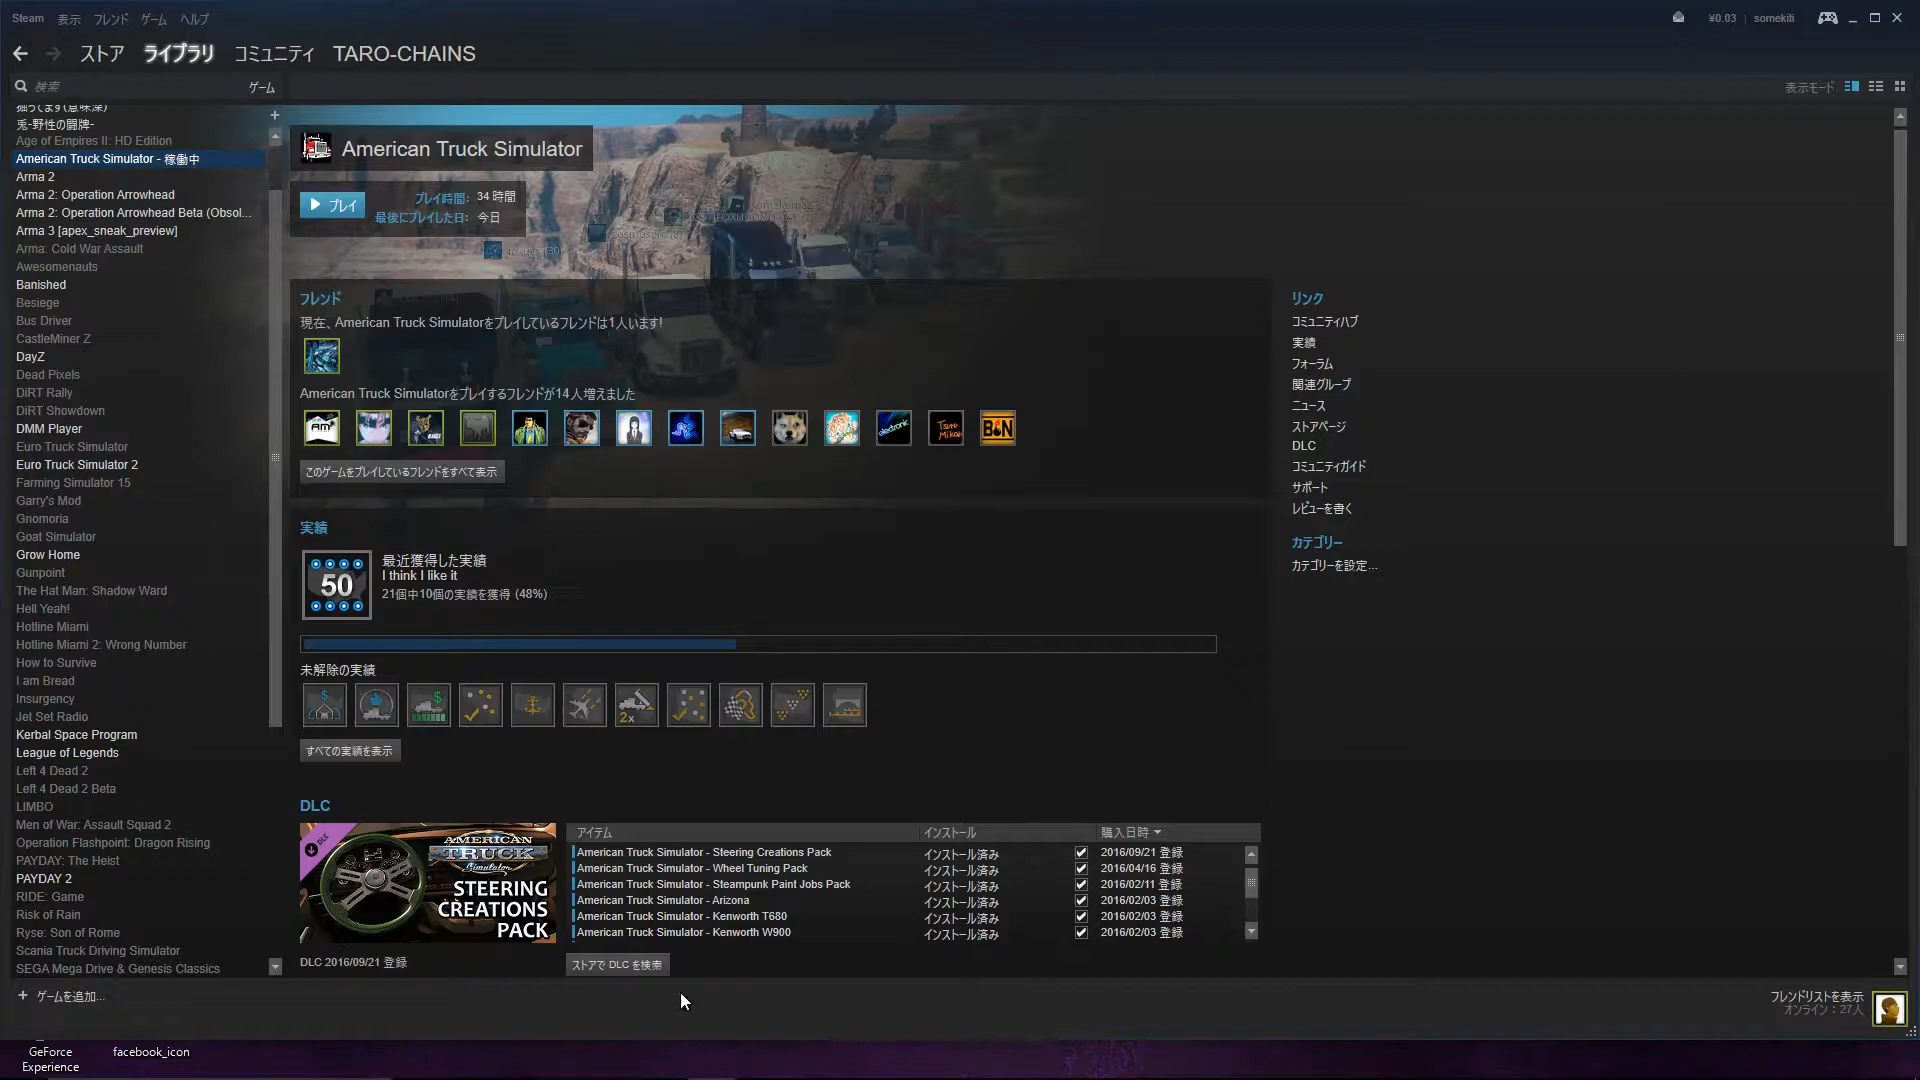 Steam 表示 フレンド ゲーム ヘルプ
¥0.03 somekiti
ストア ライブラリ コミュニティ TARO-CHAINS
検索 ゲーム
表示モード
掘ってます(意味深)
兎-野性の闘牌-
Age of Empires II: HD Edition
American Truck Simulator - 稼働中
Arma 2
Arma 2: Operation Arrowhead
Arma 2: Operation Arrowhead Beta (Obsol...
Arma 3 [apex_sneak_preview]
Arma: Cold War Assault
Awesomenauts
Banished
Besiege
Bus Driver
CastleMiner Z
DayZ
Dead Pixels
DiRT Rally
DiRT Showdown
DMM Player
Euro Truck Simulator
Euro Truck Simulator 2
Farming Simulator 15
Garry's Mod
Gnomoria
Goat Simulator
Grow Home
Gunpoint
The Hat Man: Shadow Ward
Hell Yeah!
Hotline Miami
Hotline Miami 2: Wrong Number
How to Survive
I am Bread
Insurgency
Jet Set Radio
Kerbal Space Program
League of Legends
Left 4 Dead 2
Left 4 Dead 2 Beta
LIMBO
Men of War: Assault Squad 2
Operation Flashpoint: Dragon Rising
PAYDAY: The Heist
PAYDAY 2
RIDE: Game
Risk of Rain
Ryse: Son of Rome
Scania Truck Driving Simulator
SEGA Mega Drive & Genesis Classics
American Truck Simulator
プレイ
プレイ時間: 34 時間
最後にプレイした日: 今日
フレンド
現在、American Truck Simulatorをプレイしているフレンドは1人います!
American Truck Simulatorをプレイするフレンドが14人増えました
このゲームをプレイしているフレンドをすべて表示
実績
50
最近獲得した実績
I think I like it
21個中10個の実績を獲得 (48%)
未解除の実績
2x
すべての実績を表示
DLC
DLC
AMERICAN
TRUCK
Simulator
STEERING
CREATIONS
PACK
DLC 2016/09/21 登録
アイテム インストール 購入日時
American Truck Simulator - Steering Creations Pack インストール済み 2016/09/21 登録
American Truck Simulator - Wheel Tuning Pack インストール済み 2016/04/16 登録
American Truck Simulator - Steampunk Paint Jobs Pack インストール済み 2016/02/11 登録
American Truck Simulator - Arizona インストール済み 2016/02/03 登録
American Truck Simulator - Kenworth T680 インストール済み 2016/02/03 登録
American Truck Simulator - Kenworth W900 インストール済み 2016/02/03 登録
ストアで DLC を検索
リンク
コミュニティハブ
実績
フォーラム
関連グループ
ニュース
ストアページ
DLC
コミュニティガイド
サポート
レビューを書く
カテゴリー
カテゴリーを設定...
+ ゲームを追加...
フレンドリストを表示
オンライン：27人
GeForce
Experience
facebook_icon